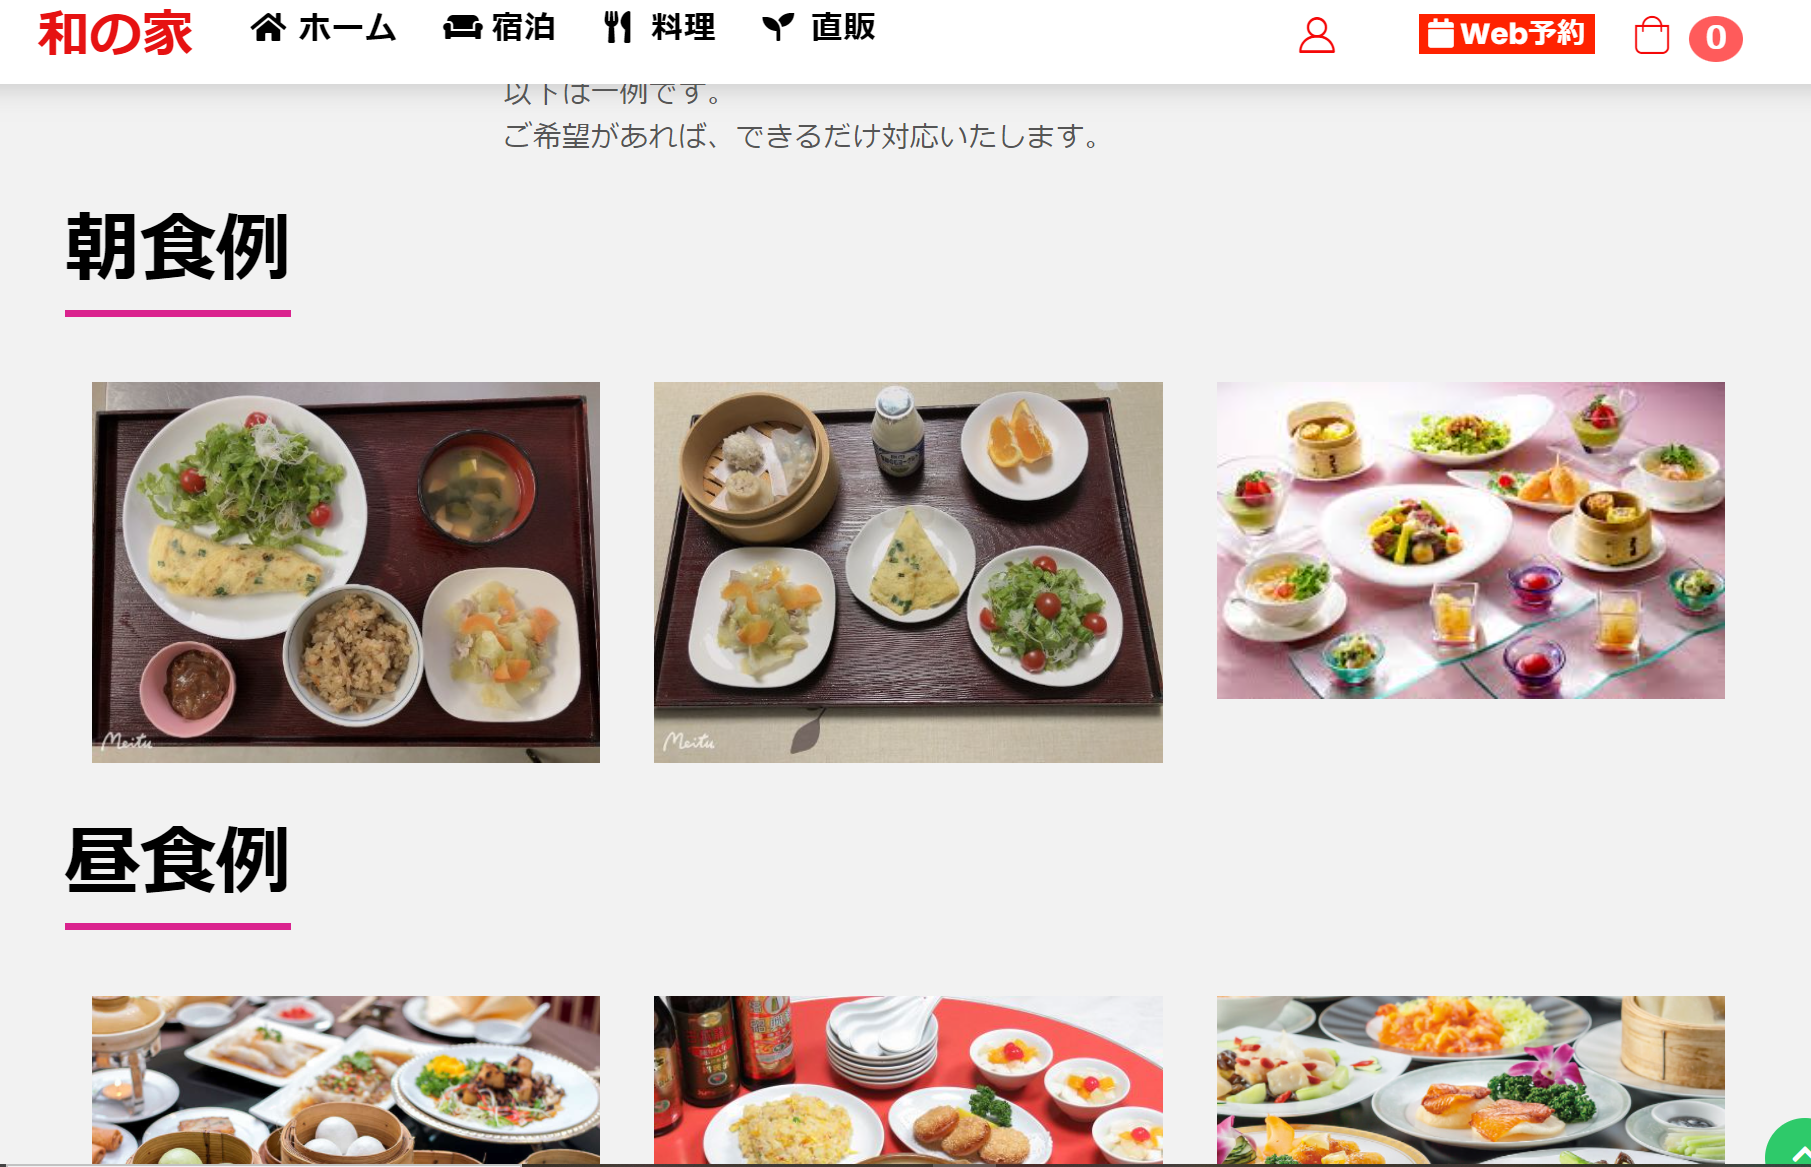 和の家
ホーム 宿泊 料理 直販
Web予約
0
以下は一例です。
ご希望があれば、できるだけ対応いたします。
朝食例
Meitu
Meitu
昼食例